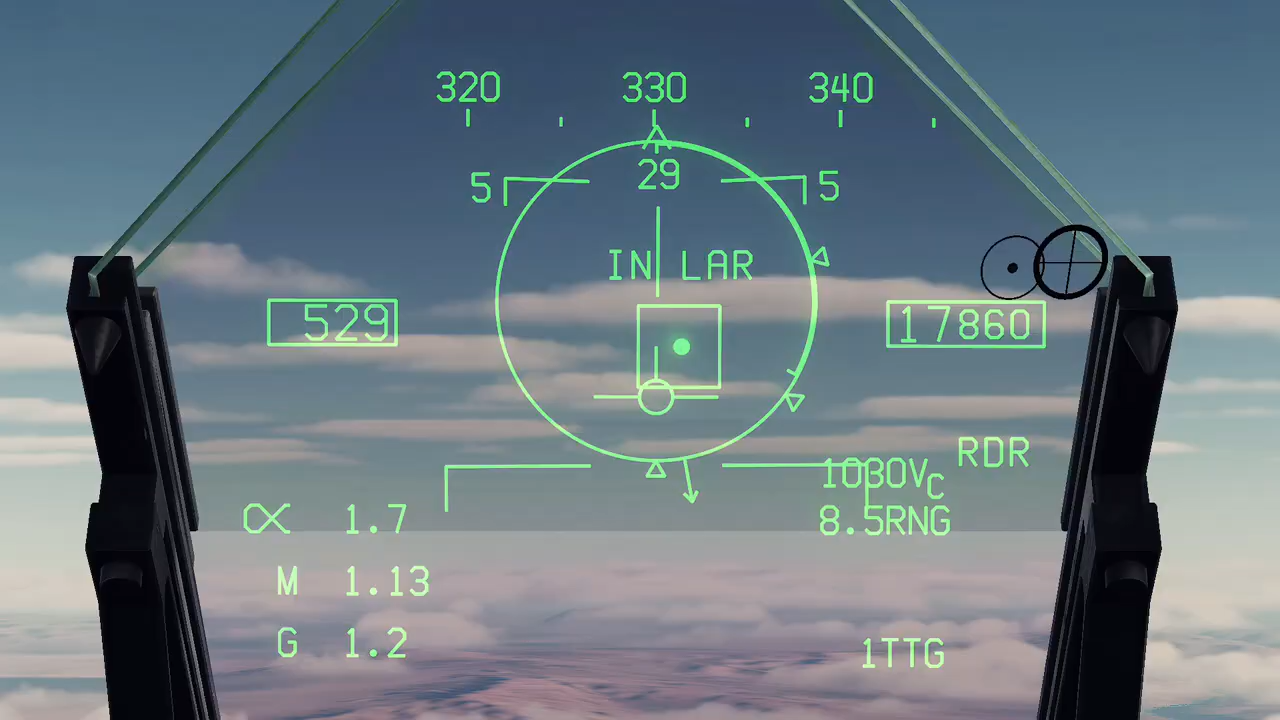 320 330 340
5 29 5
IN LAR
529 17860
RDR
1030VC
8.5RNG
α 1.7
M 1.13
G 1.2
1TTG